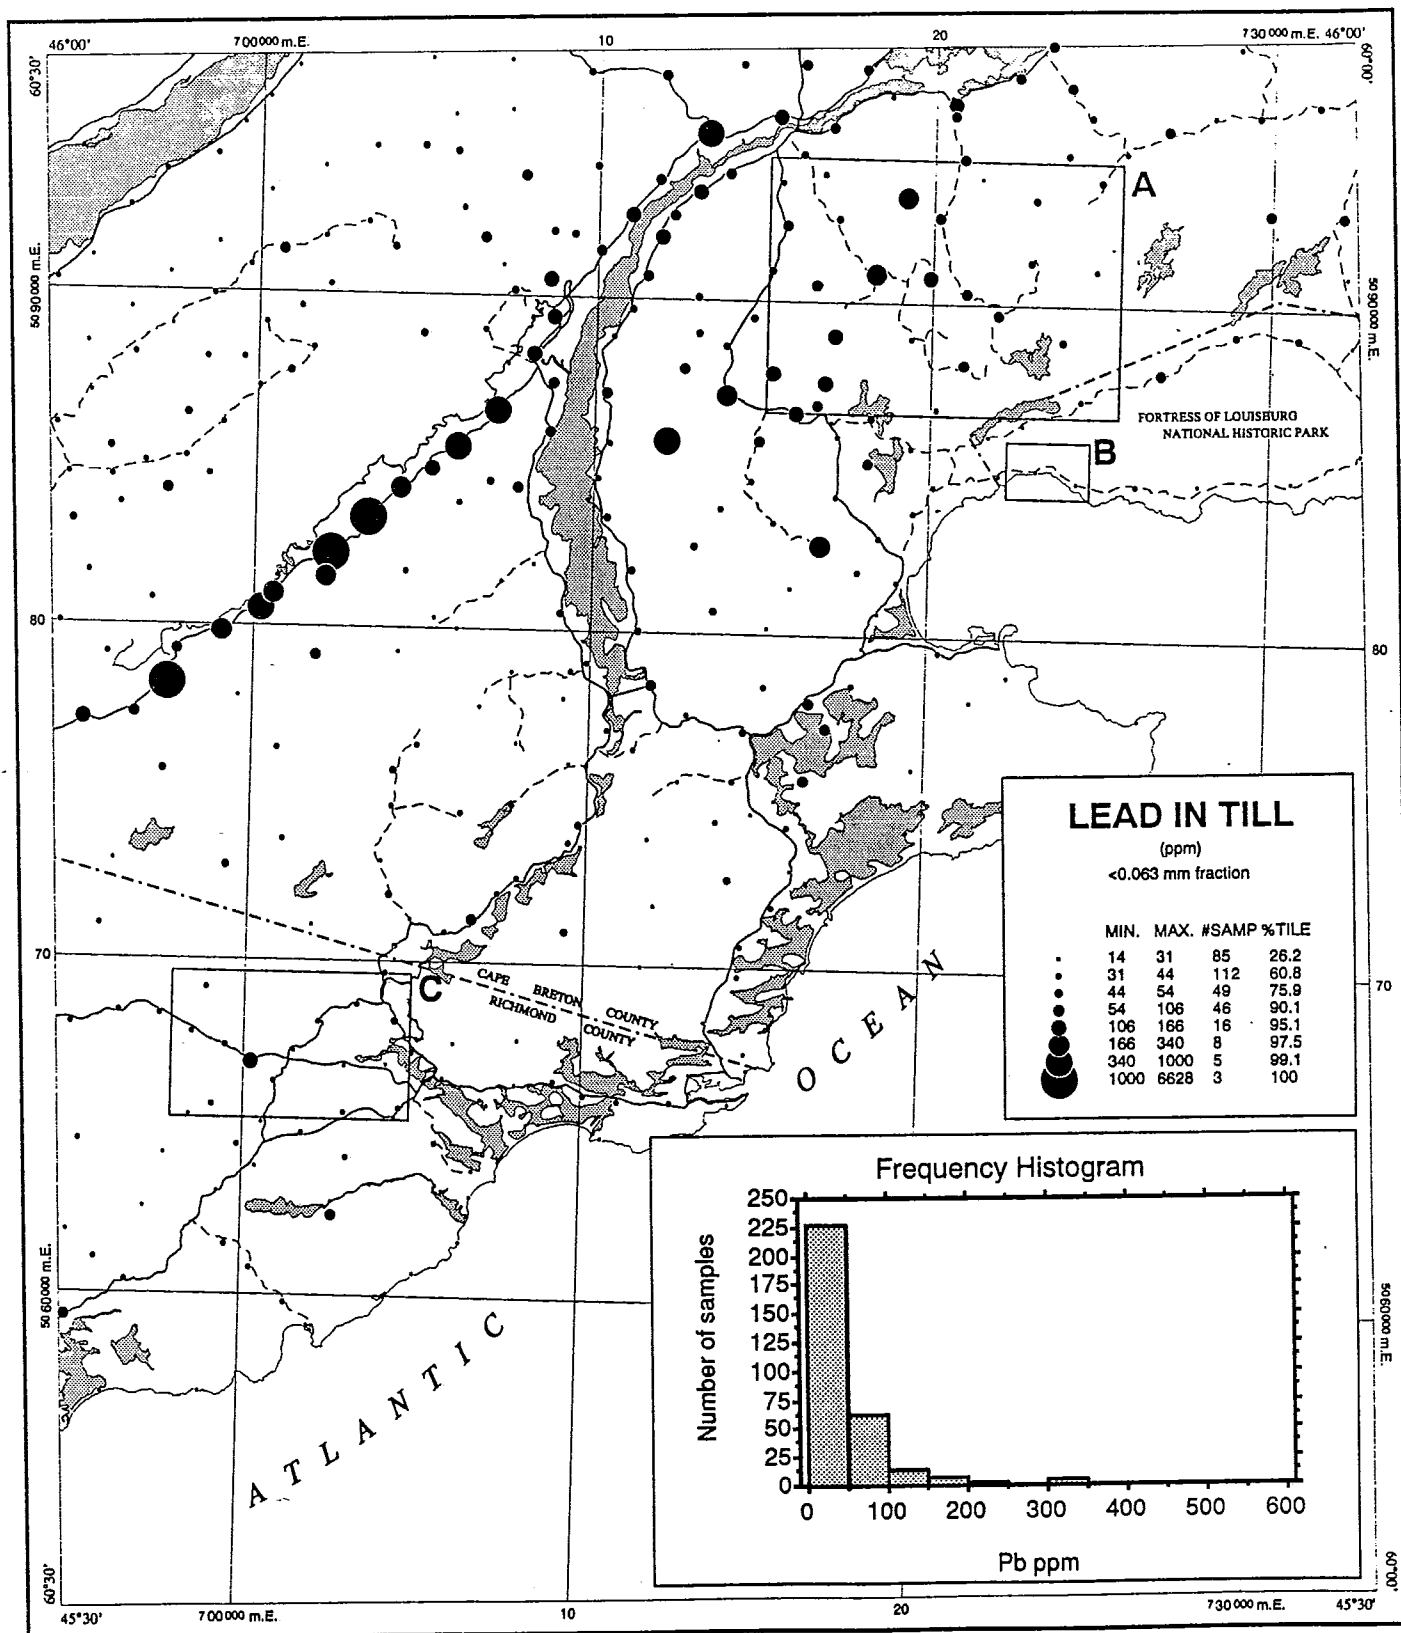 46°00' 700000 m.E. 10 20 730 000 m.E. 46°00'
60°30'
60°00'
A
5090000 m.E.
5090000 m.E.
FORTRESS OF LOUISBURG
NATIONAL HISTORIC PARK
B
80
80
LEAD IN TILL
(ppm)
<0.063 mm fraction
MIN. MAX. #SAMP %TILE
14 31 85 26.2
31 44 112 60.8
44 54 49 75.9
54 106 46 90.1
106 166 16 95.1
166 340 8 97.5
340 1000 5 99.1
1000 6628 3 100
70
70
C
CAPE BRETON COUNTY
RICHMOND COUNTY
ATLANTIC OCEAN
5060000 m.E.
5060000 m.E.
Frequency Histogram
Number of samples
250
225
200
175
150
125
100
75
50
25
0
0 100 200 300 400 500 600
Pb ppm
60°30'
60°00'
45°30' 700000 m.E. 10 20 730 000 m.E. 45°30'